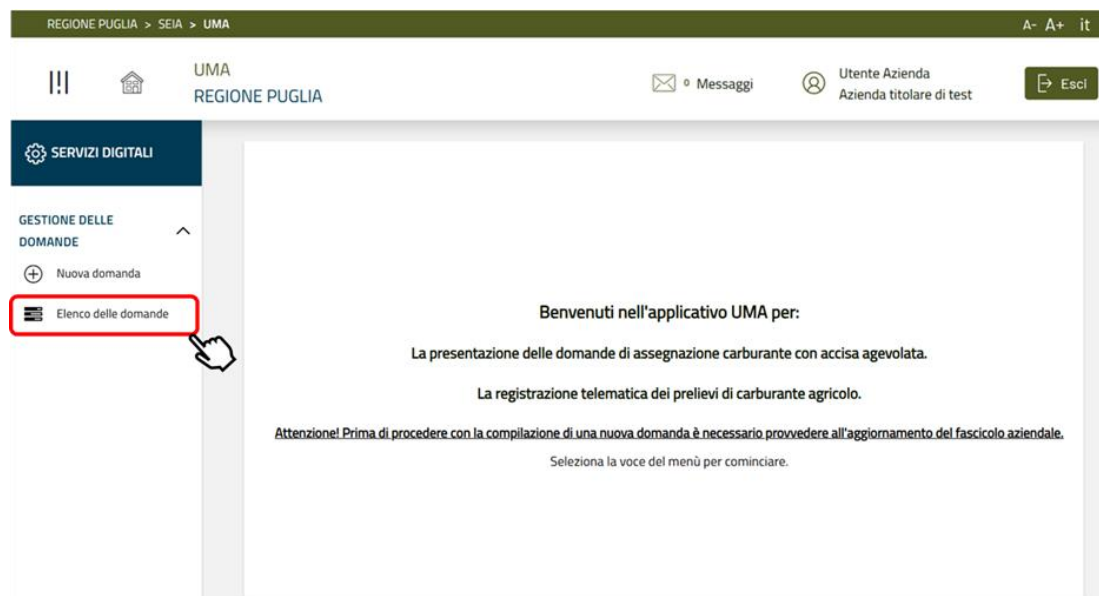 REGIONE PUGLIA > SEIA > UMA
A- A+ it
UMA
REGIONE PUGLIA
0 Messaggi
Utente Azienda
Azienda titolare di test
Esci
SERVIZI DIGITALI
GESTIONE DELLE
DOMANDE
Nuova domanda
Elenco delle domande
Benvenuti nell'applicativo UMA per:
La presentazione delle domande di assegnazione carburante con accisa agevolata.
La registrazione telematica dei prelievi di carburante agricolo.
Attenzione! Prima di procedere con la compilazione di una nuova domanda è necessario provvedere all'aggiornamento del fascicolo aziendale.
Seleziona la voce del menù per cominciare.